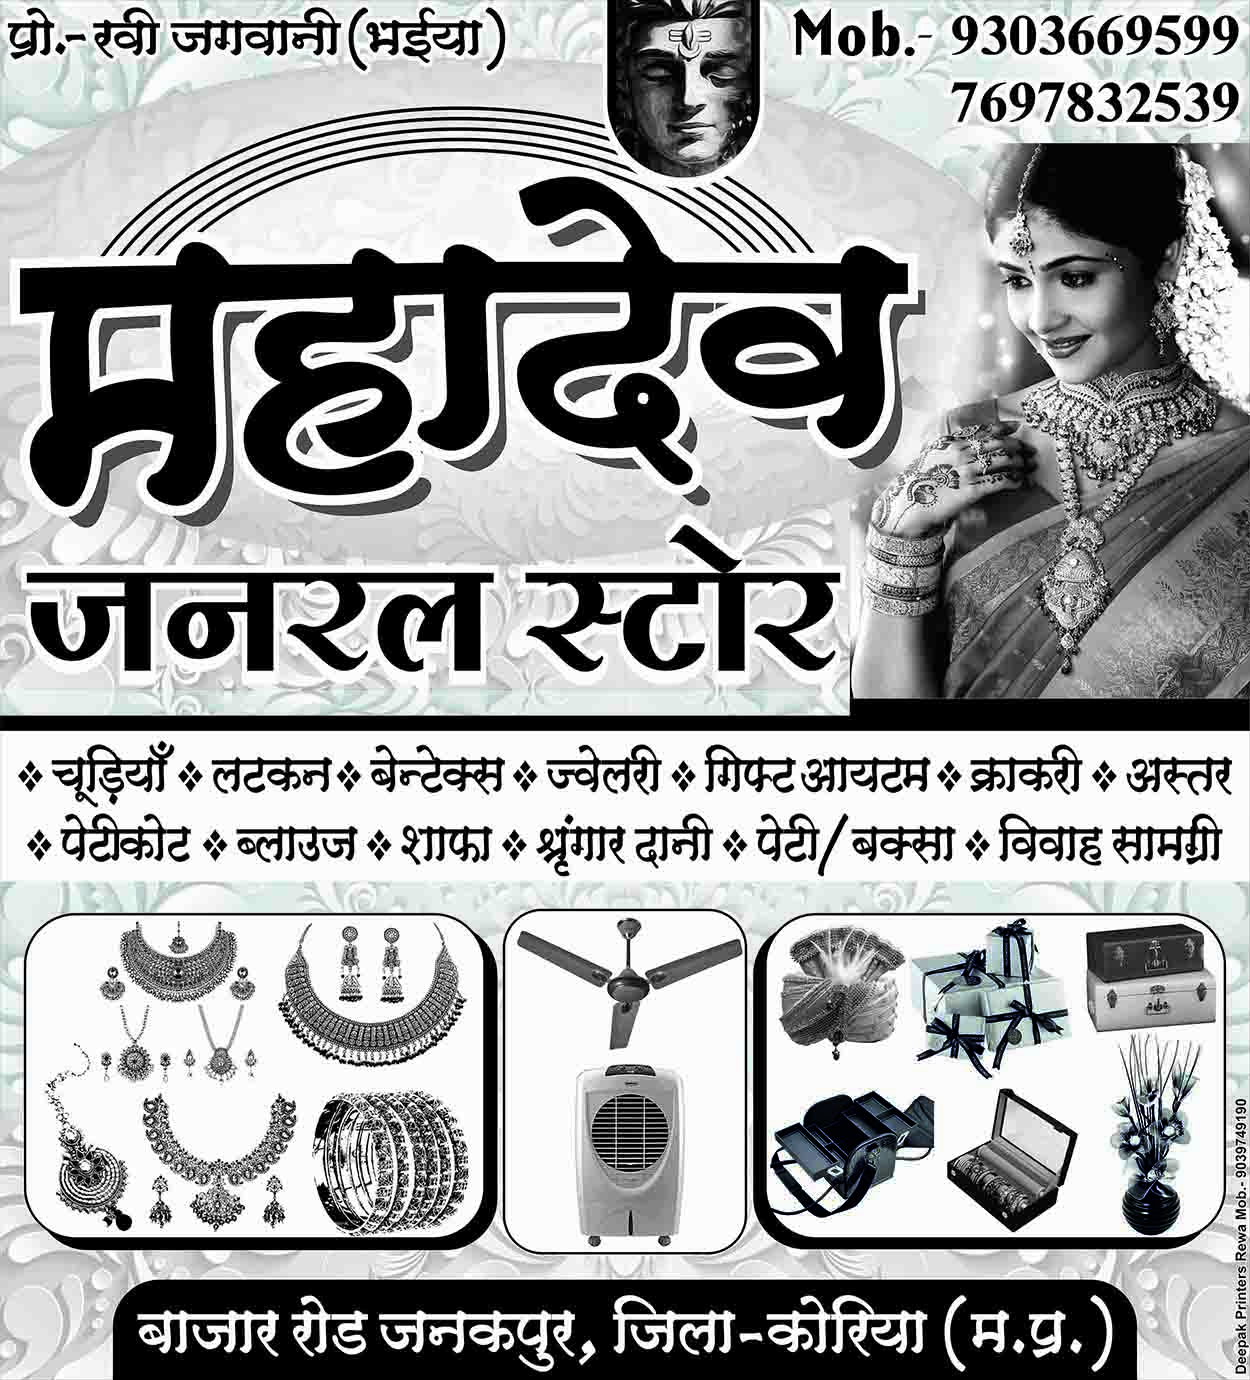 प्रो.- रवी जगवानी (भईया)
Mob.- 9303669599
7697832539
महादेव
जनरल स्टोर
❖ चूड़ियाँ ❖ लटकन ❖ बेन्टेक्स ❖ ज्वेलरी ❖ गिफ्ट आयटम ❖ क्राकरी ❖ अस्तर
❖ पेटीकोट ❖ ब्लाउज ❖ शाफा ❖ श्रृंगार दानी ❖ पेटी/ बक्सा ❖ विवाह सामग्री
बाजार रोड जनकपुर, जिला-कोरिया (म.प्र.)
Deepak Printers Rewa Mob.- 9039749190